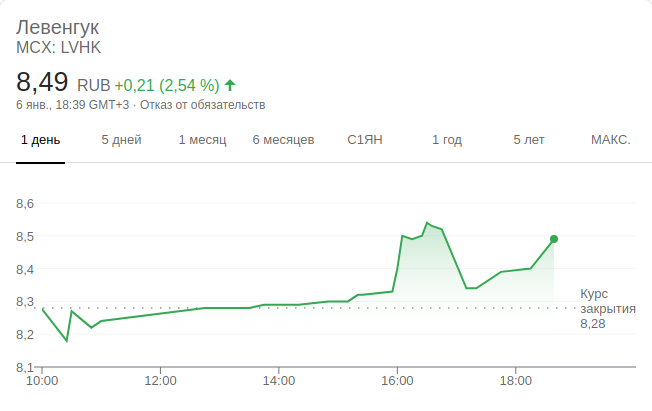 Левенгук
MCX: LVHK
8,49 RUB +0,21 (2,54 %)
6 янв., 18:39 GMT+3 · Отказ от обязательств
1 день 5 дней 1 месяц 6 месяцев С1ЯН 1 год 5 лет МАКС.
8,6
8,5
8,4
8,3
8,2
8,1
Курс
закрытия
8,28
10:00 12:00 14:00 16:00 18:00